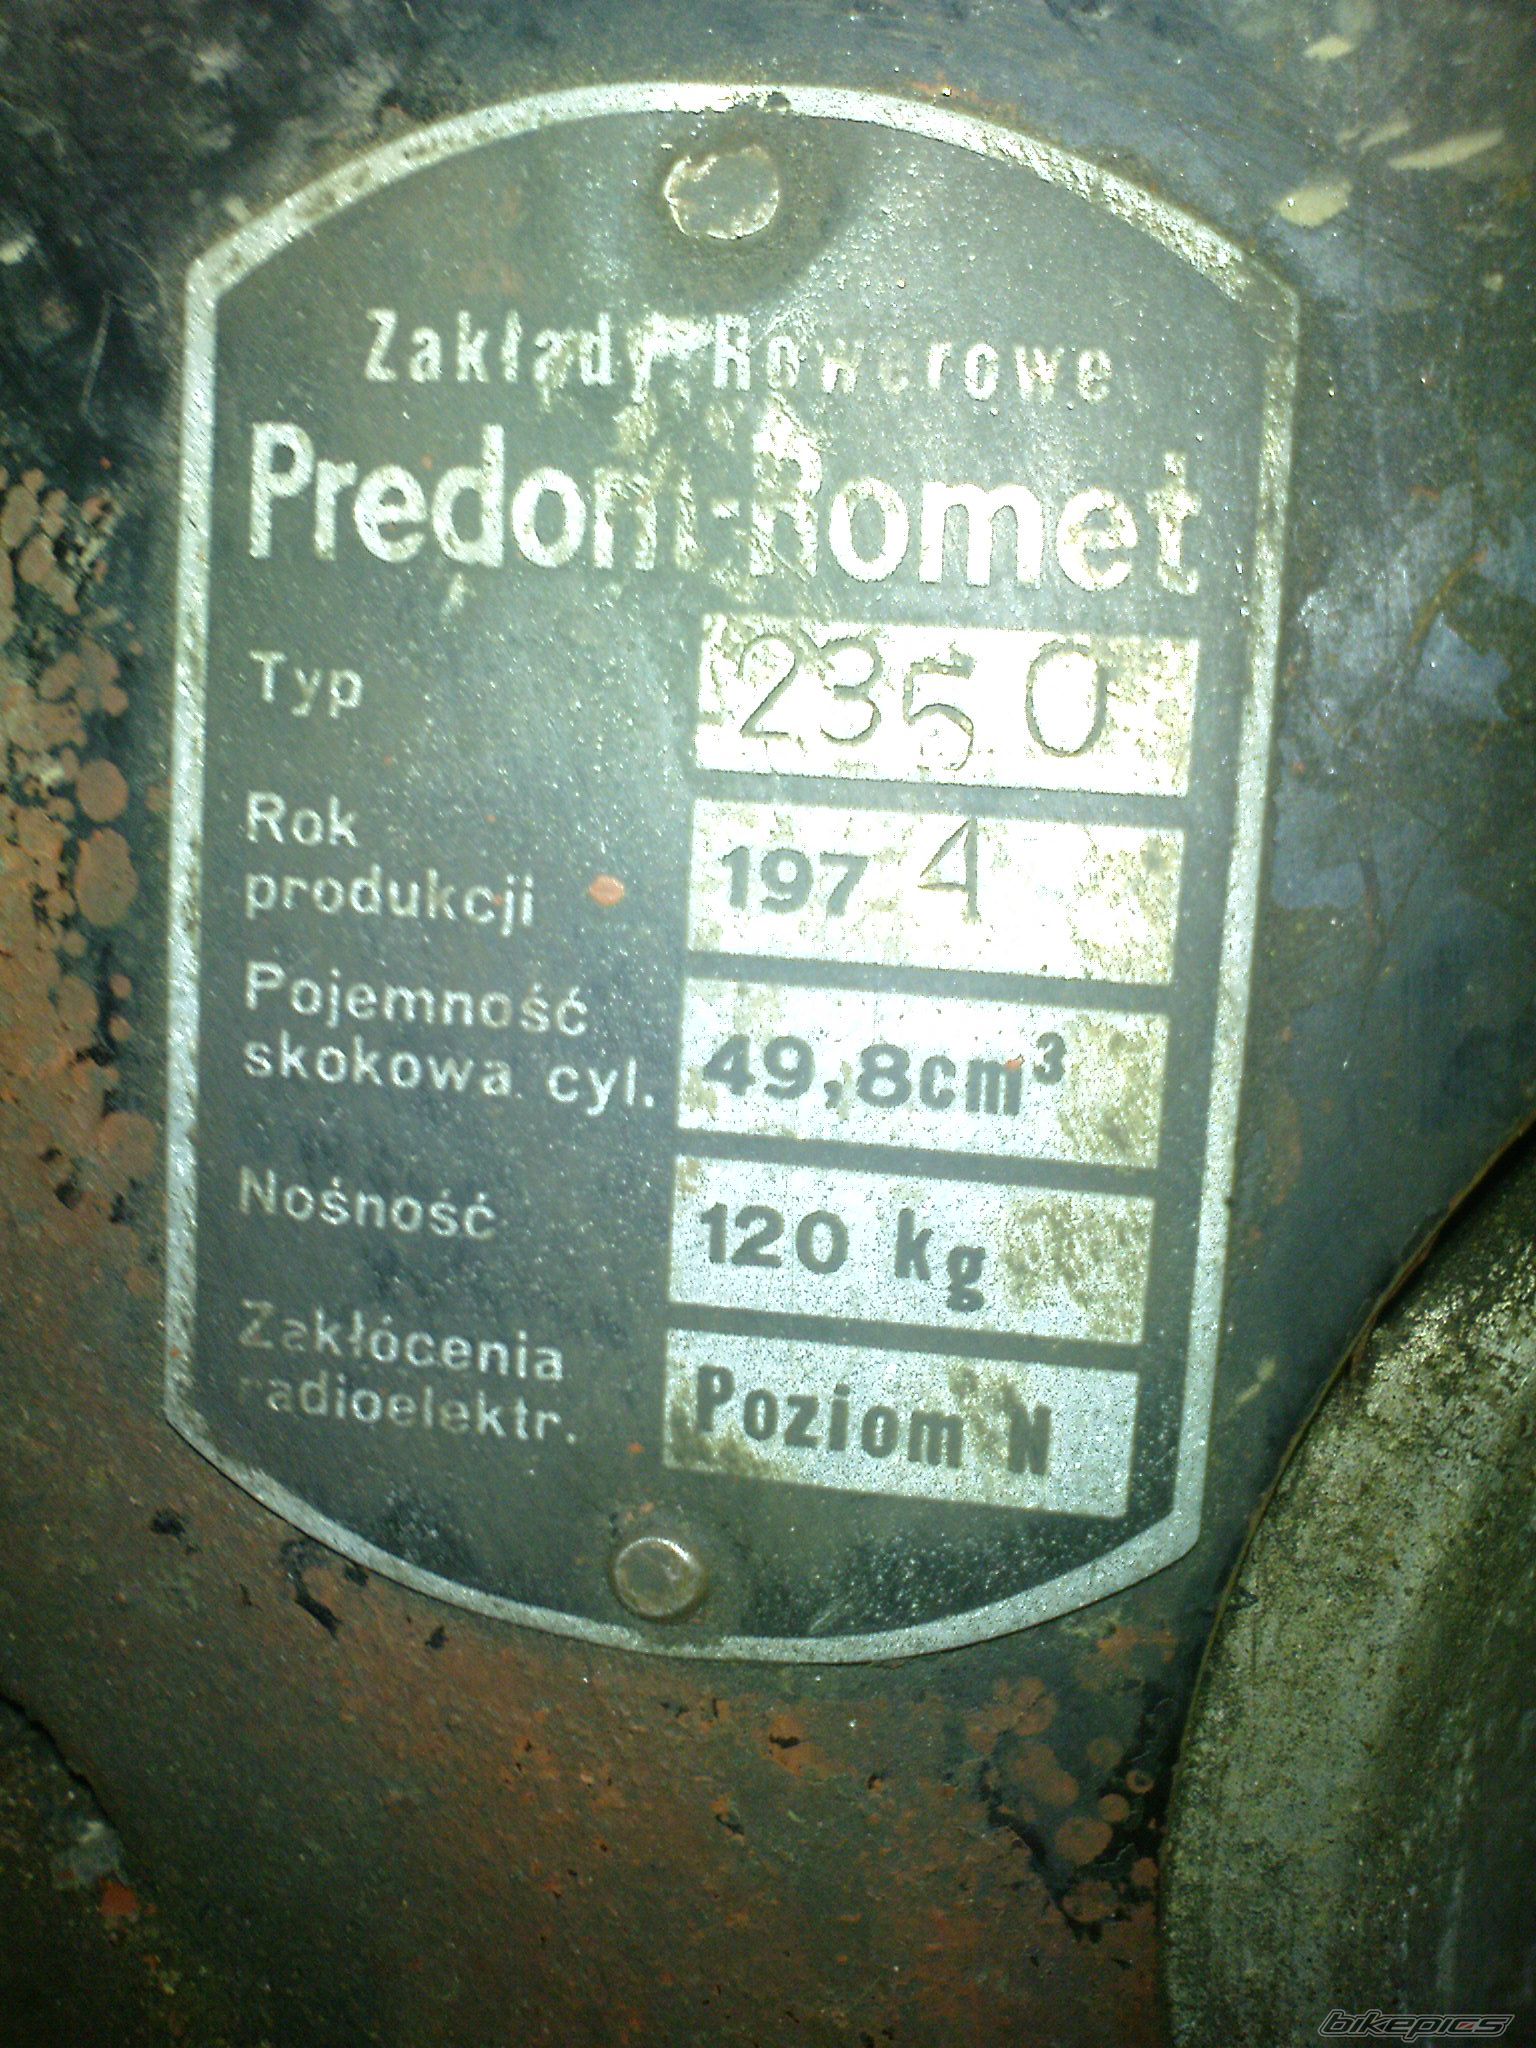 Zakłady Rowerowe
Predom-Romet
Typ 2350
Rok
produkcji 1974
Pojemność
skokowa cyl. 49,8cm³
Nośność 120 kg
Zakłócenia
radioelektr. Poziom N
bikepics